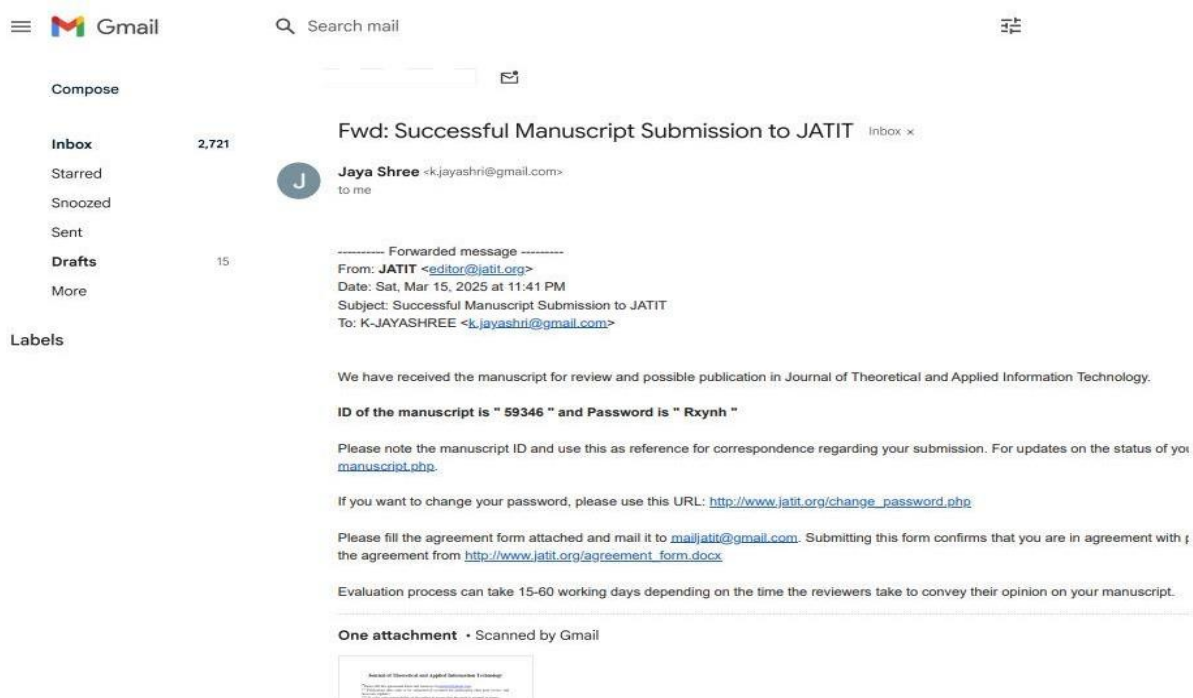 Gmail
Search mail
Compose
Inbox 2,721
Starred
Snoozed
Sent
Drafts 15
More
Labels
Fwd: Successful Manuscript Submission to JATIT Inbox ×
J
Jaya Shree <k.jayashri@gmail.com>
to me
---------- Forwarded message ---------
From: JATIT <editor@jatit.org>
Date: Sat, Mar 15, 2025 at 11:41 PM
Subject: Successful Manuscript Submission to JATIT
To: K-JAYASHREE <k.jayashri@gmail.com>
We have received the manuscript for review and possible publication in Journal of Theoretical and Applied Information Technology.
ID of the manuscript is " 59346 " and Password is " Rxynh "
Please note the manuscript ID and use this as reference for correspondence regarding your submission. For updates on the status of you
manuscript.php.
If you want to change your password, please use this URL: http://www.jatit.org/change_password.php
Please fill the agreement form attached and mail it to mailjatit@gmail.com. Submitting this form confirms that you are in agreement with p
the agreement from http://www.jatit.org/agreement_form.docx
Evaluation process can take 15-60 working days depending on the time the reviewers take to convey their opinion on your manuscript.
One attachment • Scanned by Gmail
Journal of Theoretical and Applied Information Technology